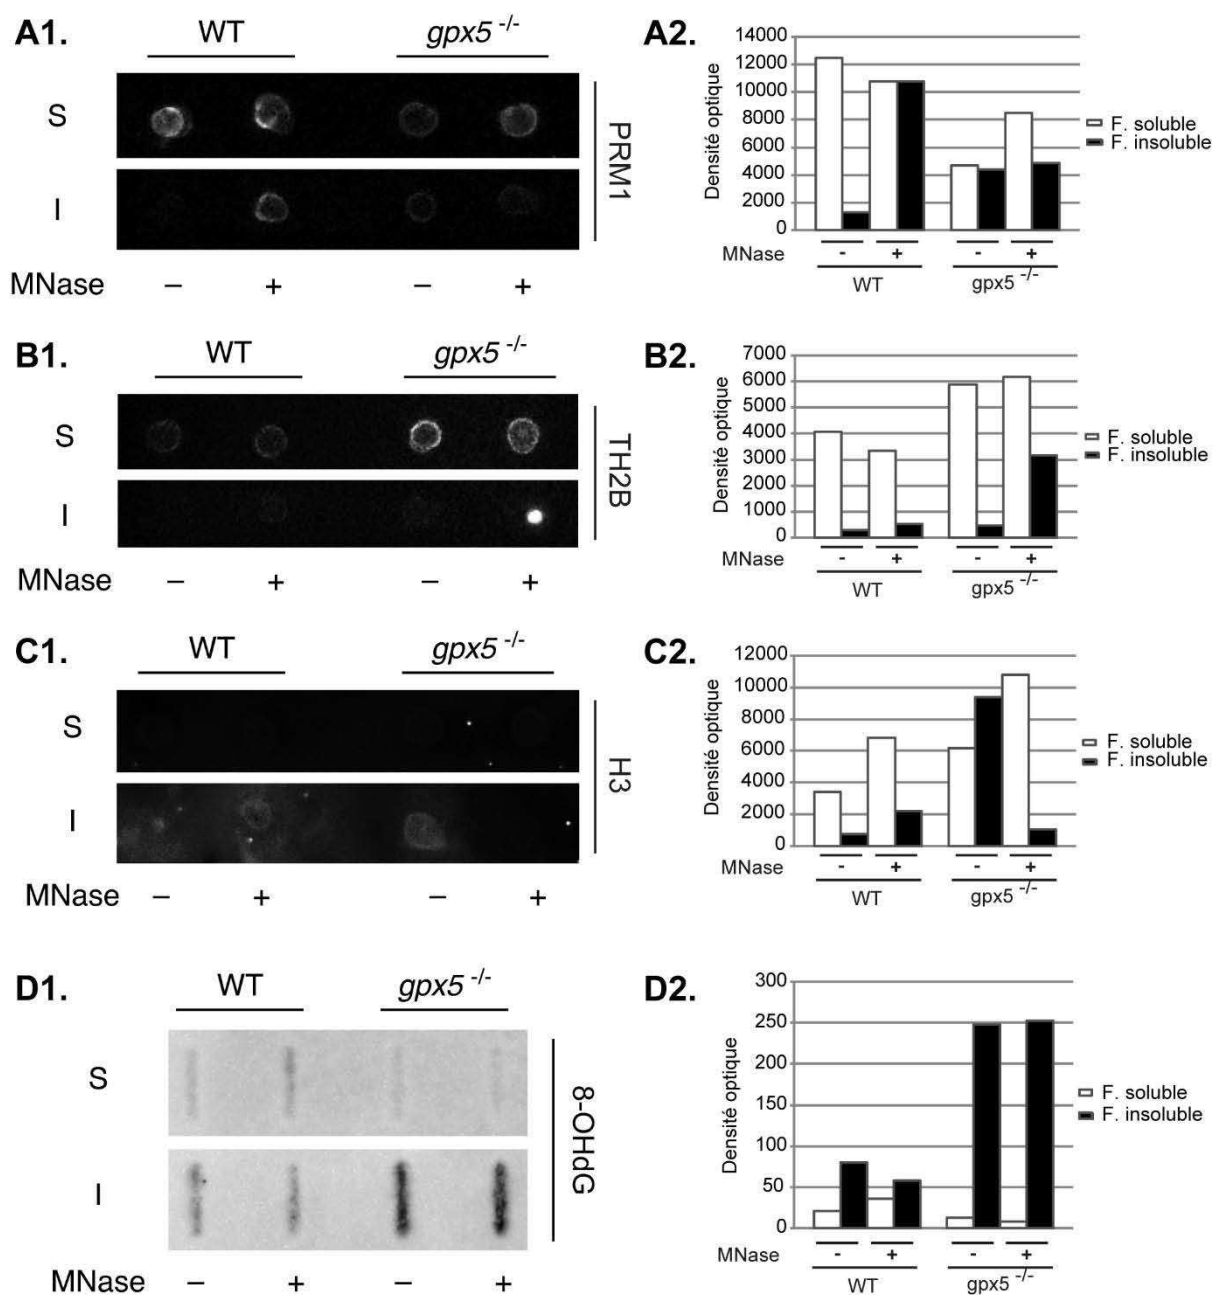 A1.
WT gpx5 -/-
S
I
PRM1
MNase – + – +
A2.
14000
12000
10000
8000
6000
4000
2000
0
Densité optique
F. soluble
F. insoluble
MNase - + - +
WT gpx5 -/-
B1.
WT gpx5 -/-
S
I
TH2B
MNase – + – +
B2.
7000
6000
5000
4000
3000
2000
1000
0
Densité optique
F. soluble
F. insoluble
MNase - + - +
WT gpx5 -/-
C1.
WT gpx5 -/-
S
I
H3
MNase – + – +
C2.
12000
10000
8000
6000
4000
2000
0
Densité optique
F. soluble
F. insoluble
MNase - + - +
WT gpx5 -/-
D1.
WT gpx5 -/-
S
I
8-OHdG
MNase – + – +
D2.
300
250
200
150
100
50
0
Densité optique
F. soluble
F. insoluble
MNase - + - +
WT gpx5 -/-